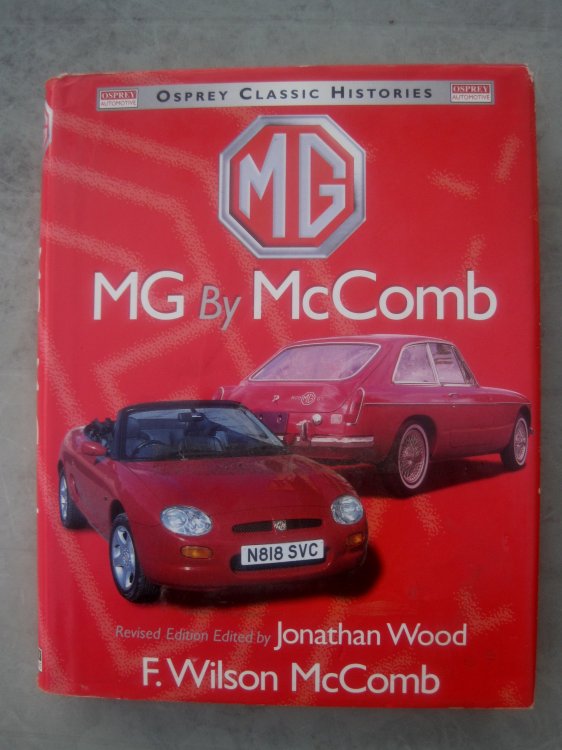 OSPREY AUTOMOTIVE OSPREY CLASSIC HISTORIES OSPREY AUTOMOTIVE
MG
MG By McComb
MG
N818 SVC
Revised Edition Edited by Jonathan Wood
F. Wilson McComb